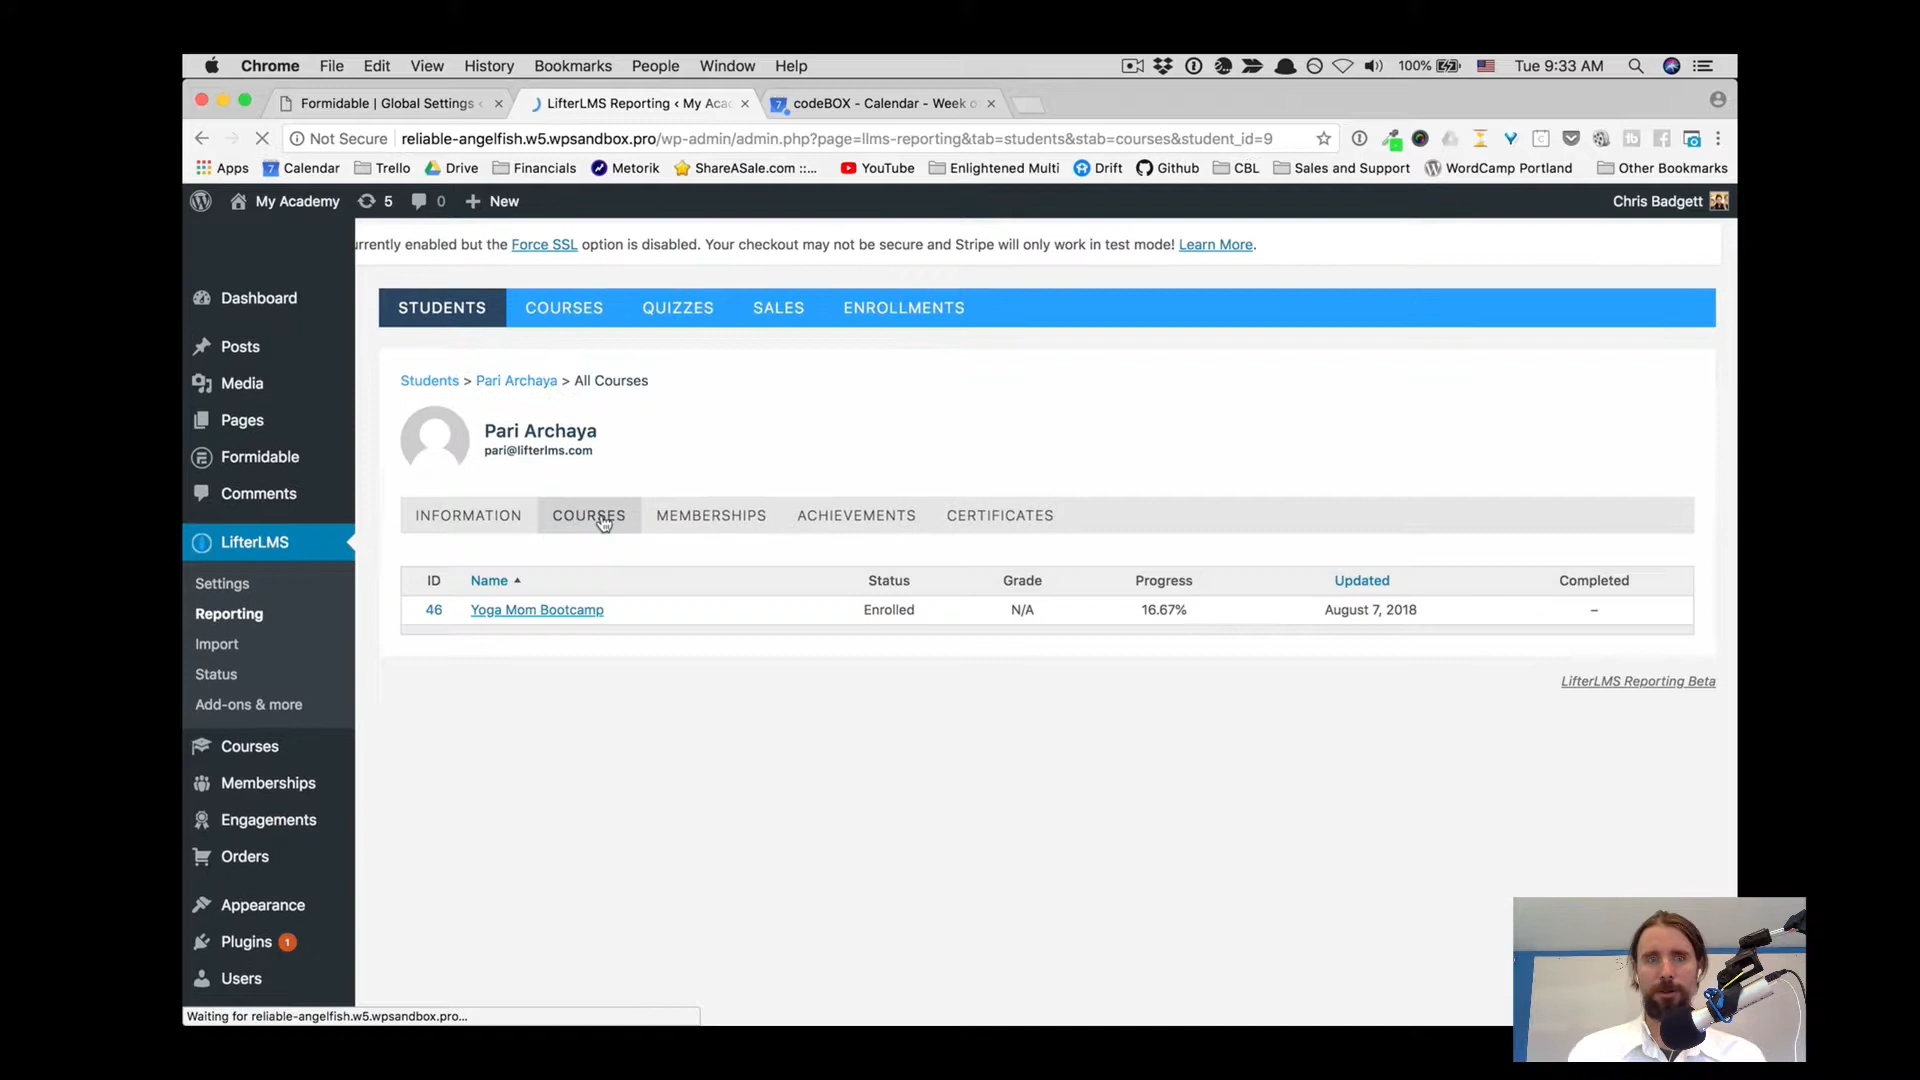 Chrome File Edit View History Bookmarks People Window Help 100% Tue 9:33 AM
Formidable | Global Settings LifterLMS Reporting ‹ My Aca codeBOX - Calendar - Week o
Not Secure reliable-angelfish.w5.wpsandbox.pro/wp-admin/admin.php?page=llms-reporting&tab=students&stab=courses&student_id=9
Apps Calendar Trello Drive Financials Metorik ShareASale.com ::... YouTube Enlightened Multi Drift Github CBL Sales and Support WordCamp Portland Other Bookmarks
My Academy 5 0 + New Chris Badgett
urrently enabled but the Force SSL option is disabled. Your checkout may not be secure and Stripe will only work in test mode! Learn More.
Dashboard
Posts
Media
Pages
Formidable
Comments
LifterLMS
Settings
Reporting
Import
Status
Add-ons & more
Courses
Memberships
Engagements
Orders
Appearance
Plugins 1
Users
STUDENTS COURSES QUIZZES SALES ENROLLMENTS
Students > Pari Archaya > All Courses
Pari Archaya
pari@lifterlms.com
INFORMATION COURSES MEMBERSHIPS ACHIEVEMENTS CERTIFICATES
ID Name Status Grade Progress Updated Completed
46 Yoga Mom Bootcamp Enrolled N/A 16.67% August 7, 2018 –
LifterLMS Reporting Beta
Waiting for reliable-angelfish.w5.wpsandbox.pro...